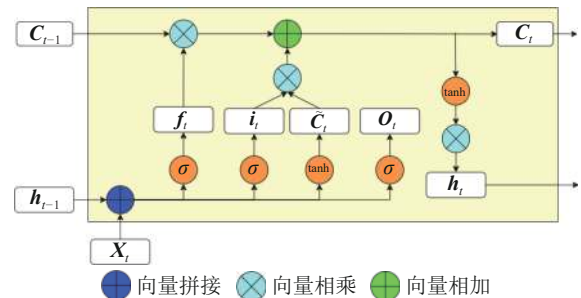 C_{t-1}
C_t
tanh
f_t
i_t
C̃_t
O_t
σ
σ
tanh
σ
h_{t-1}
h_t
X_t
向量拼接 向量相乘 向量相加